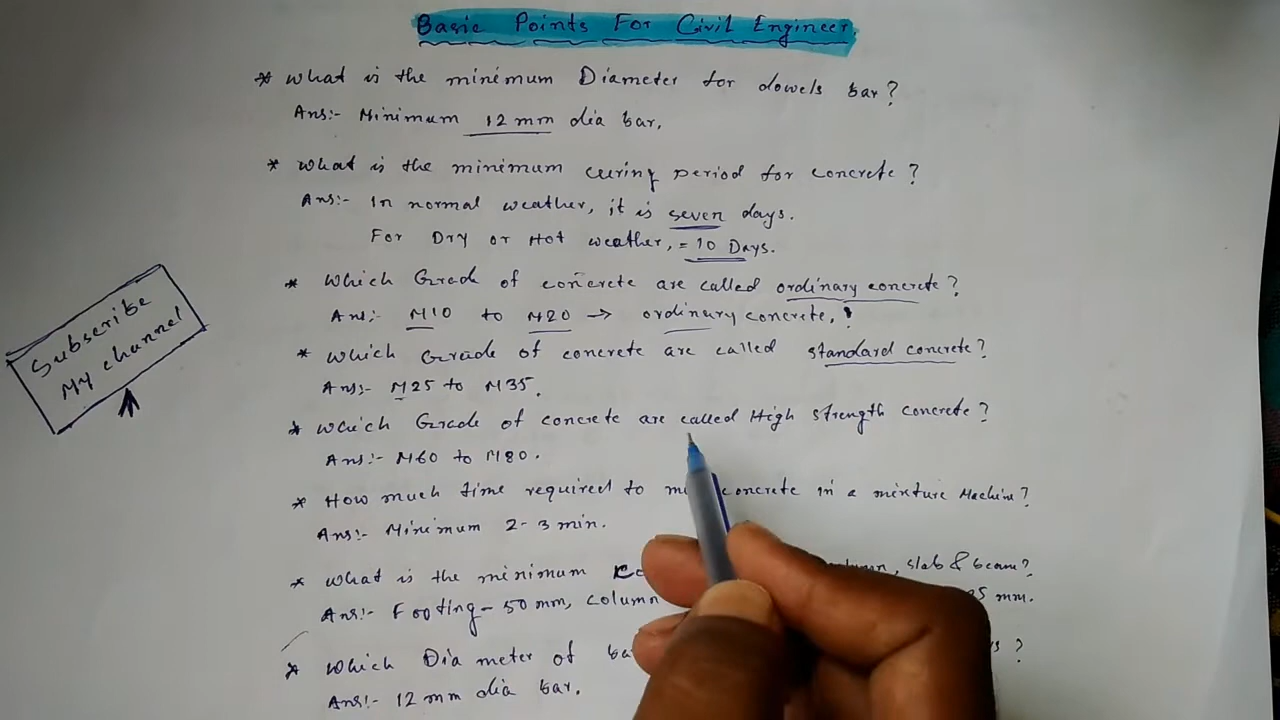 Basic Points For Civil Engineer.
* What is the minimum Diameter for dowels bar?
Ans:- Minimum 12 mm dia bar.
* What is the minimum curing period for concrete?
Ans:- In normal weather, it is seven days.
For Dry or Hot weather, = 10 Days.
* Which Grade of concrete are called ordinary concrete?
Ans:- M10 to M20 → ordinary concrete.
* Which Grade of concrete are called standard concrete?
Ans:- M25 to M35.
* Which Grade of concrete are called High strength concrete?
Ans:- M60 to M80.
* How much time required to concrete in a mixture Machine?
Ans:- Minimum 2-3 min.
* What is the minimum slab & beam?
Ans:- Footing - 50 mm, column mm.
* Which Diameter of ?
Ans:- 12 mm dia bar.
Subscribe
My channel